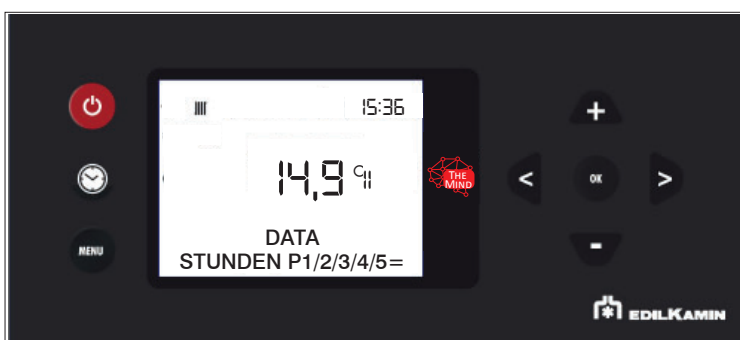 15:36
14,9 °C
THE MIND
DATA
STUNDEN P1/2/3/4/5=
MENU
< OK >
+
-
EDILKAMIN